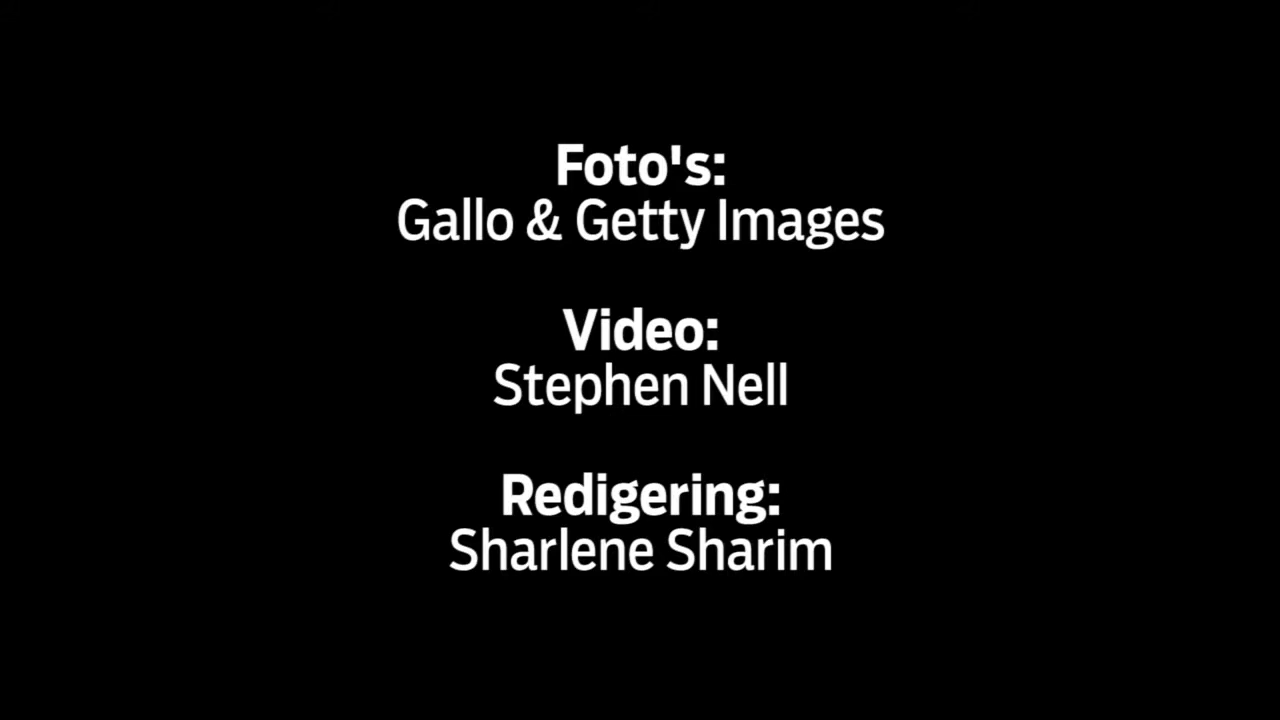 Foto's:
Gallo & Getty Images
Video:
Stephen Nell
Redigering:
Sharlene Sharim